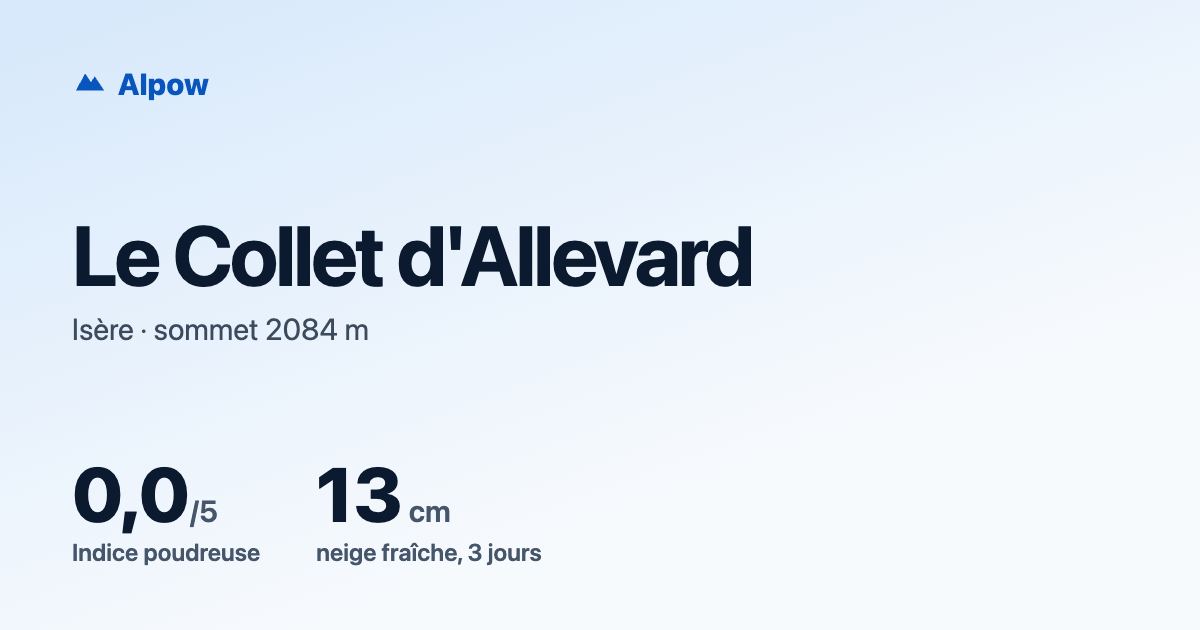 Alpow
Le Collet d'Allevard
Isère · sommet 2084 m
0,0/5
Indice poudreuse
13 cm
neige fraîche, 3 jours